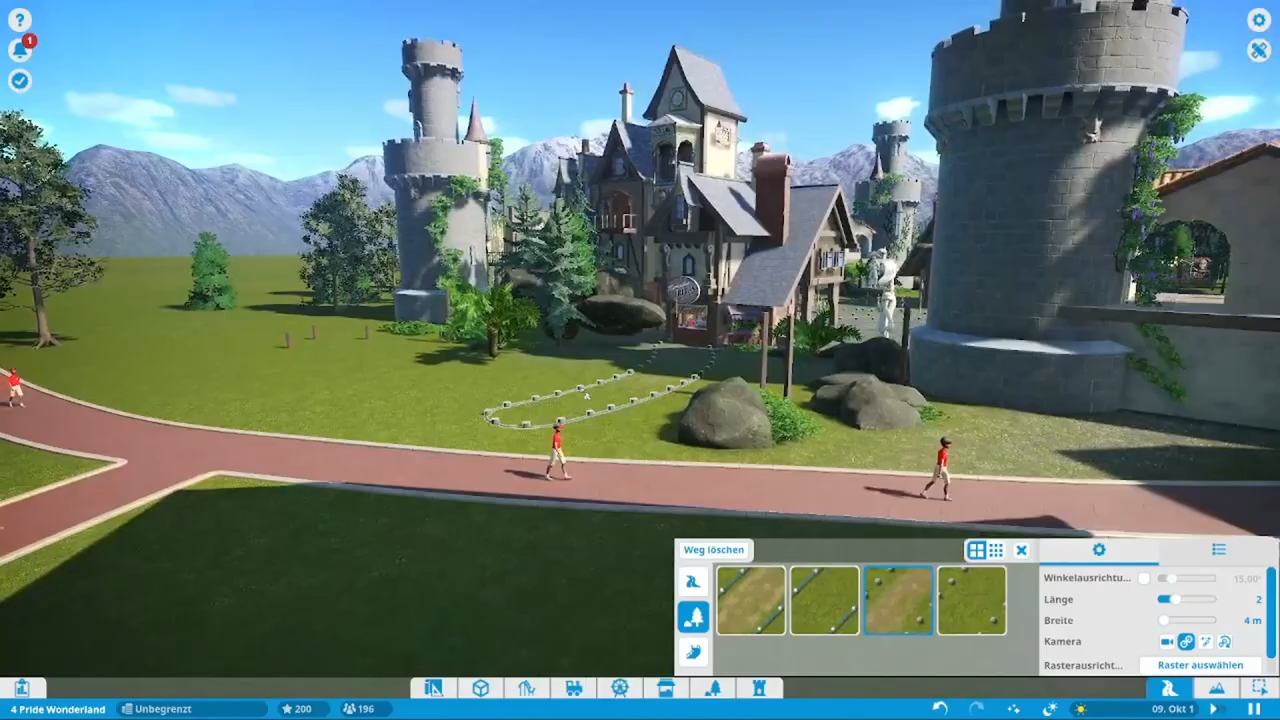 ?
1
Weg löschen
Winkelausrichtu...
15,00°
Länge
2
Breite
4 m
Kamera
Rasterausricht...
Raster auswählen
4 Pride Wonderland
Unbegrenzt
200
196
09. Okt 1